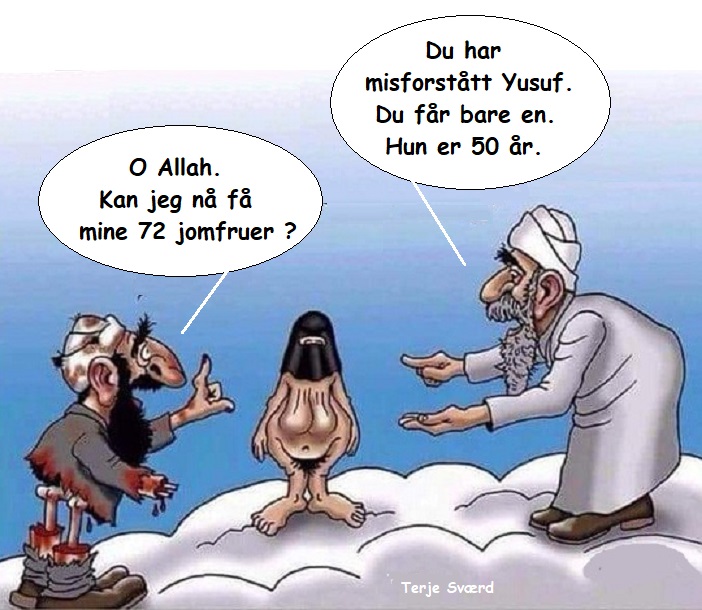 O Allah.
Kan jeg nå få
mine 72 jomfruer ?
Du har
misforstått Yusuf.
Du får bare en.
Hun er 50 år.
Terje Sværd